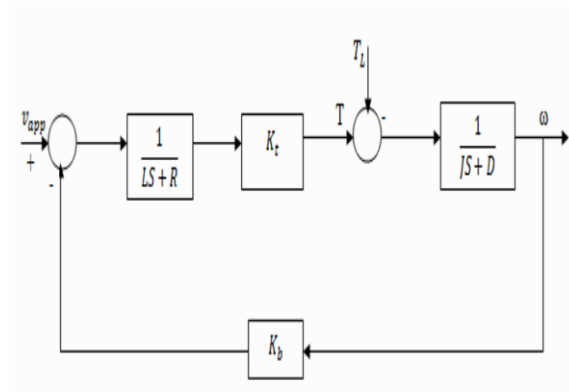 T_L
v_app
+
-
1
LS + R
K_t
T
-
1
JS + D
ω
K_b